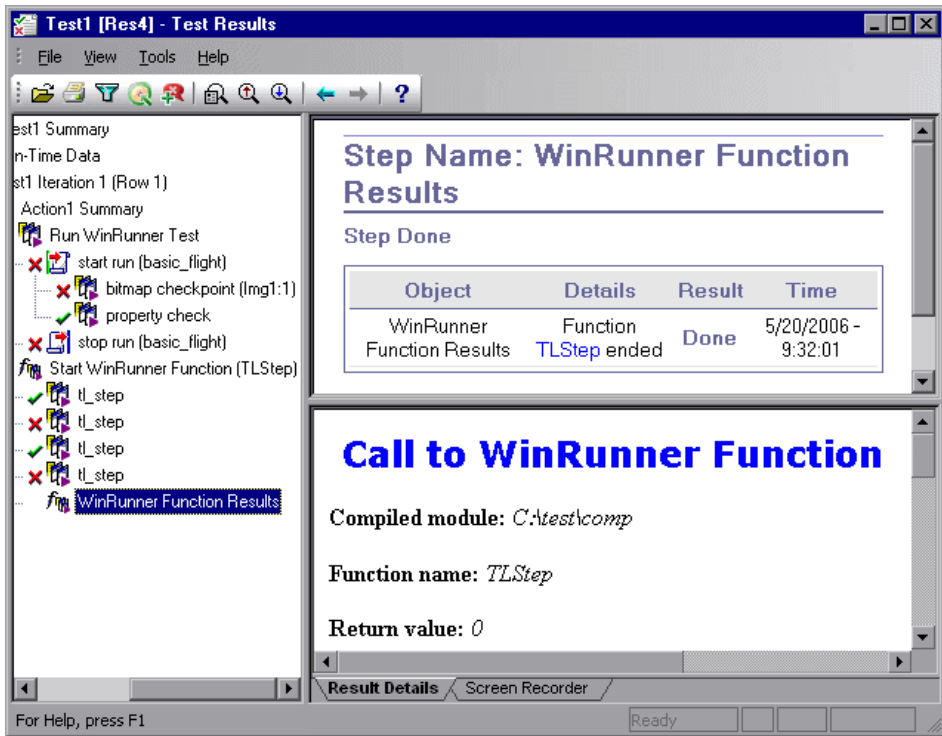 Test1 [Res4] - Test Results
File View Tools Help
?
est1 Summary
n-Time Data
st1 Iteration 1 (Row 1)
Action1 Summary
Run WinRunner Test
start run (basic_flight)
bitmap checkpoint (Img1:1)
property check
stop run (basic_flight)
Start WinRunner Function (TLStep)
tl_step
tl_step
tl_step
tl_step
WinRunner Function Results
Step Name: WinRunner Function
Results
Step Done
Object Details Result Time
WinRunner Function Results Function TLStep ended Done 5/20/2006 - 9:32:01
Call to WinRunner Function
Compiled module: C:\test\comp
Function name: TLStep
Return value: 0
Result Details Screen Recorder
For Help, press F1 Ready